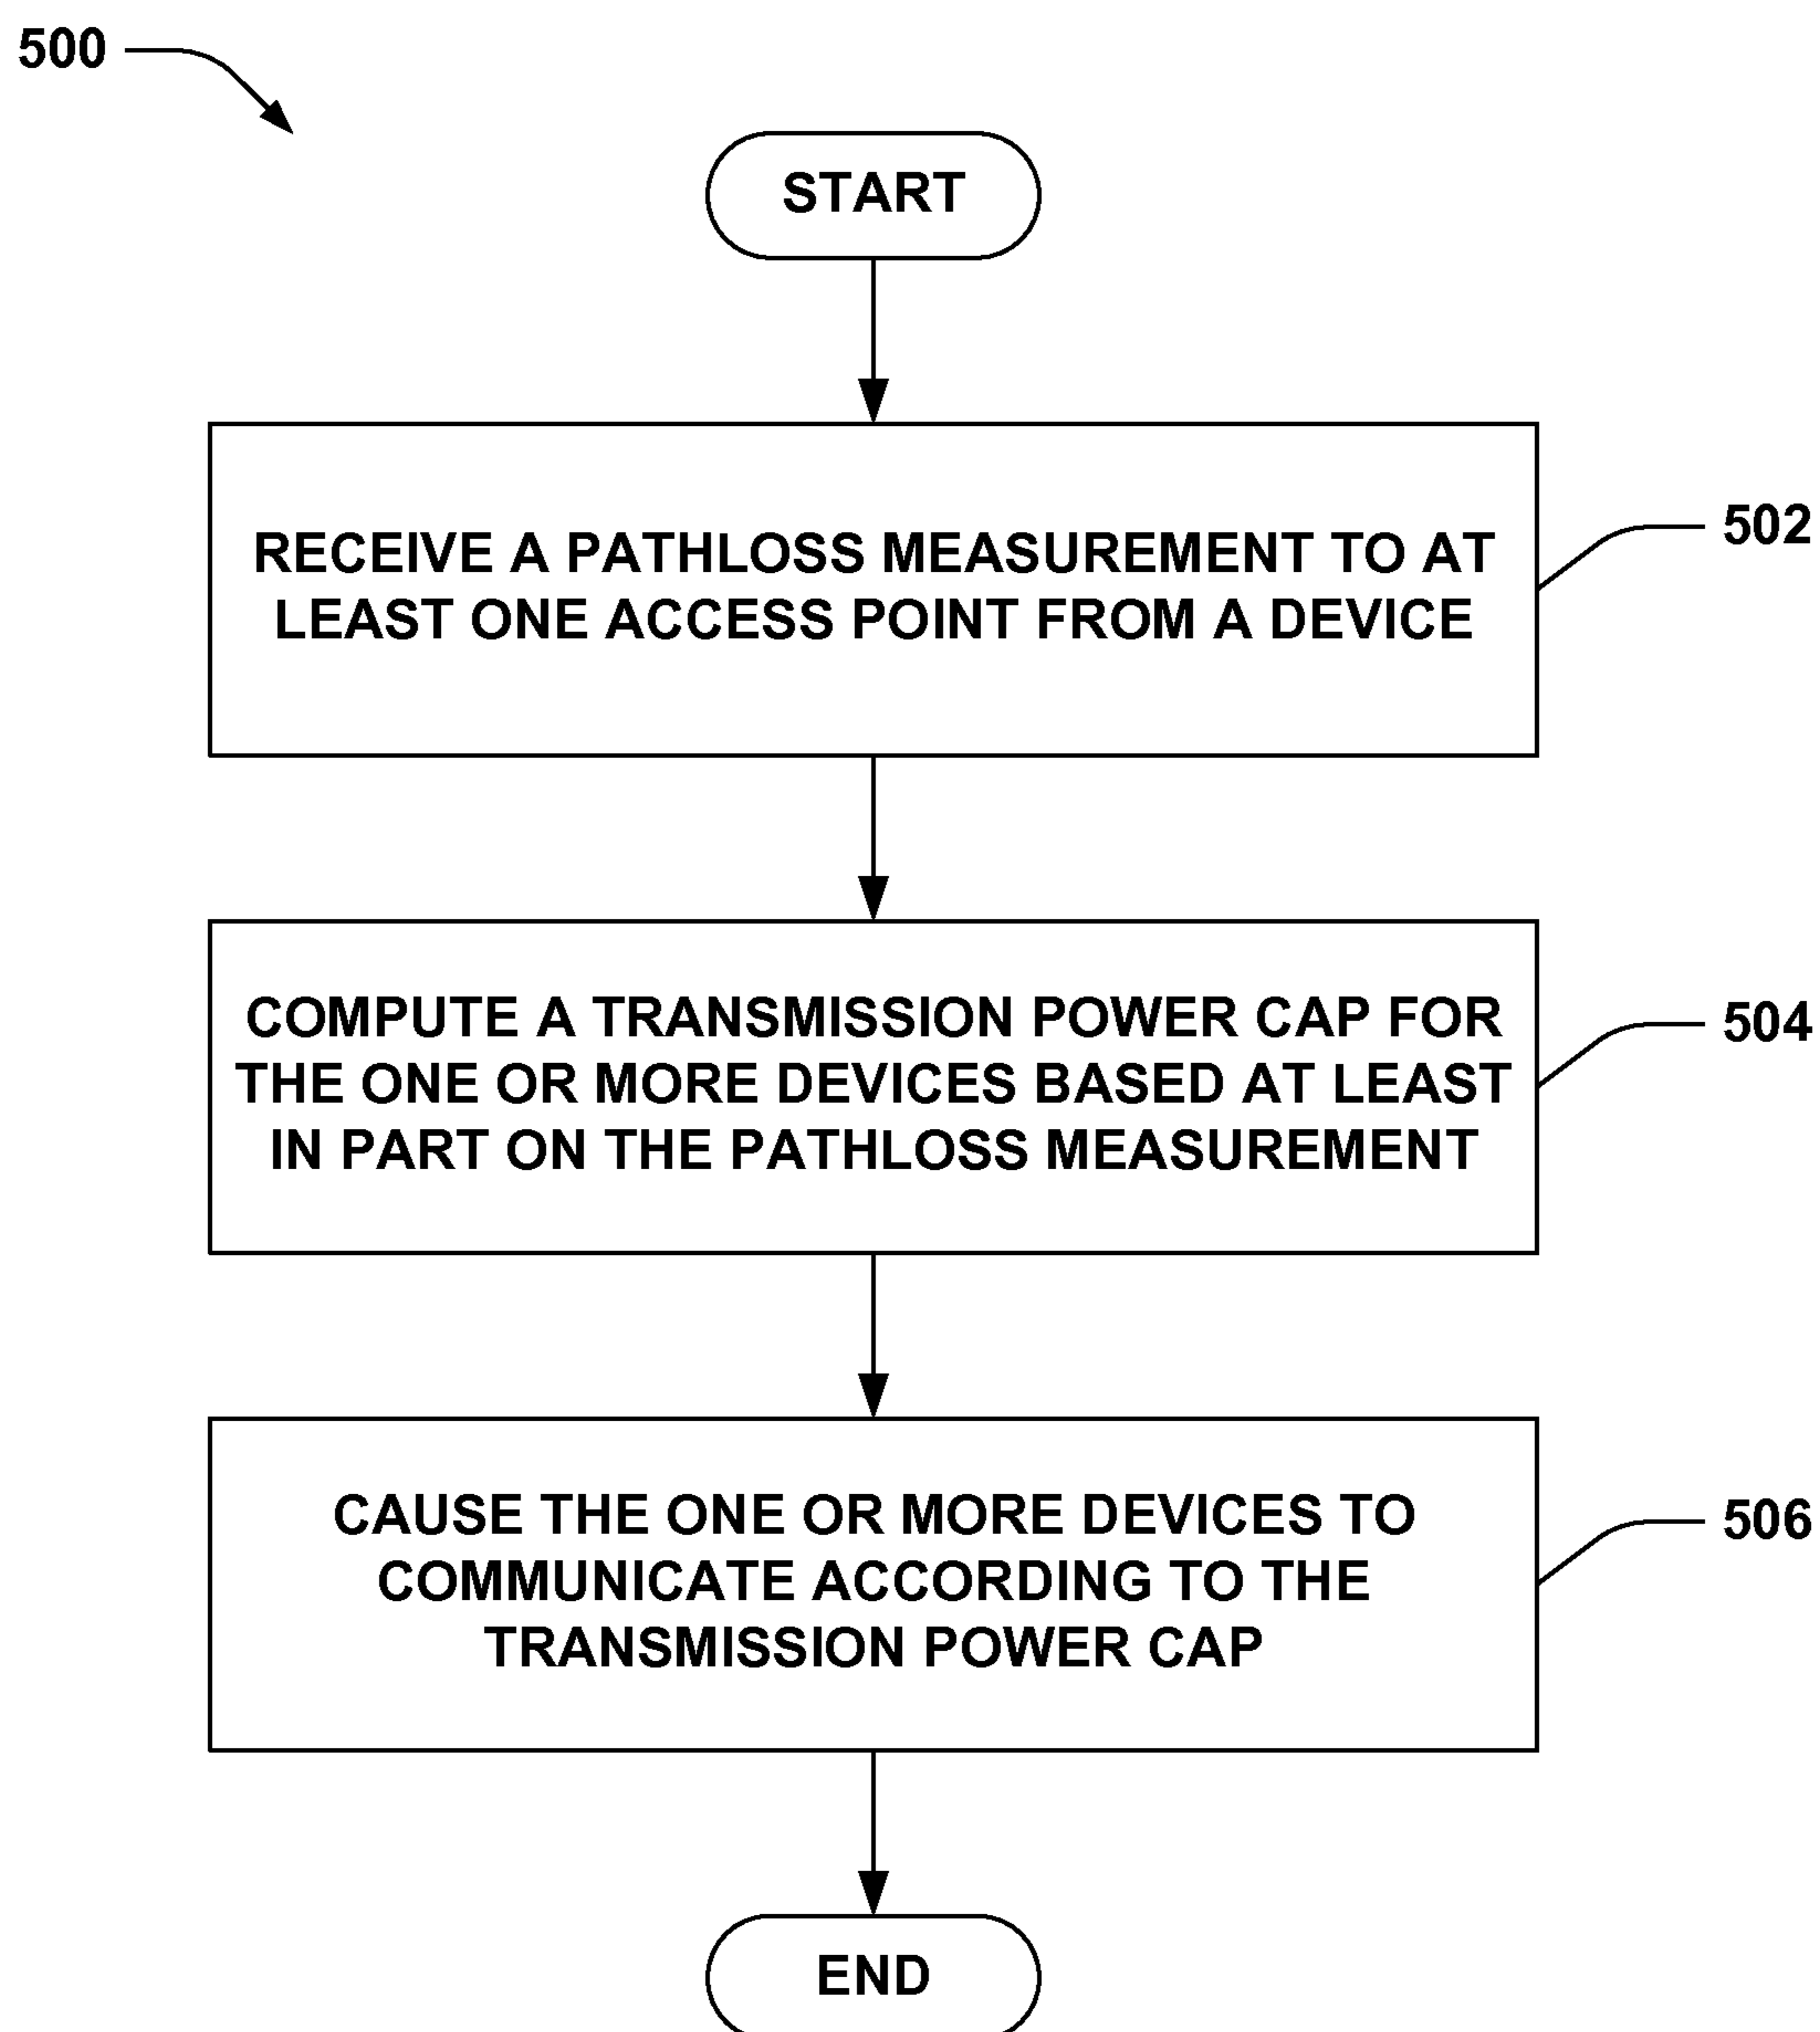 500
START
RECEIVE A PATHLOSS MEASUREMENT TO AT
LEAST ONE ACCESS POINT FROM A DEVICE
502
COMPUTE A TRANSMISSION POWER CAP FOR
THE ONE OR MORE DEVICES BASED AT LEAST
IN PART ON THE PATHLOSS MEASUREMENT
504
CAUSE THE ONE OR MORE DEVICES TO
COMMUNICATE ACCORDING TO THE
TRANSMISSION POWER CAP
506
END